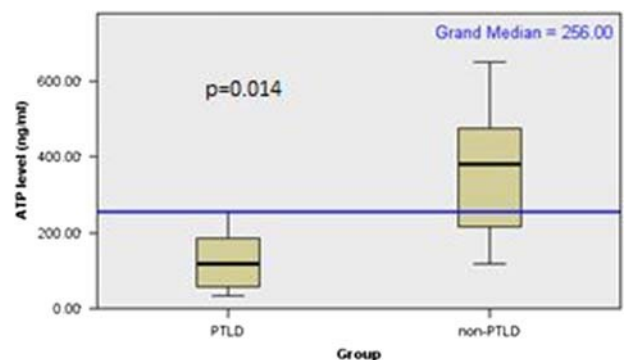 Grand Median = 256.00
p=0.014
ATP level (ng/ml)
600.00
400.00
200.00
0.00
PTLD
non-PTLD
Group